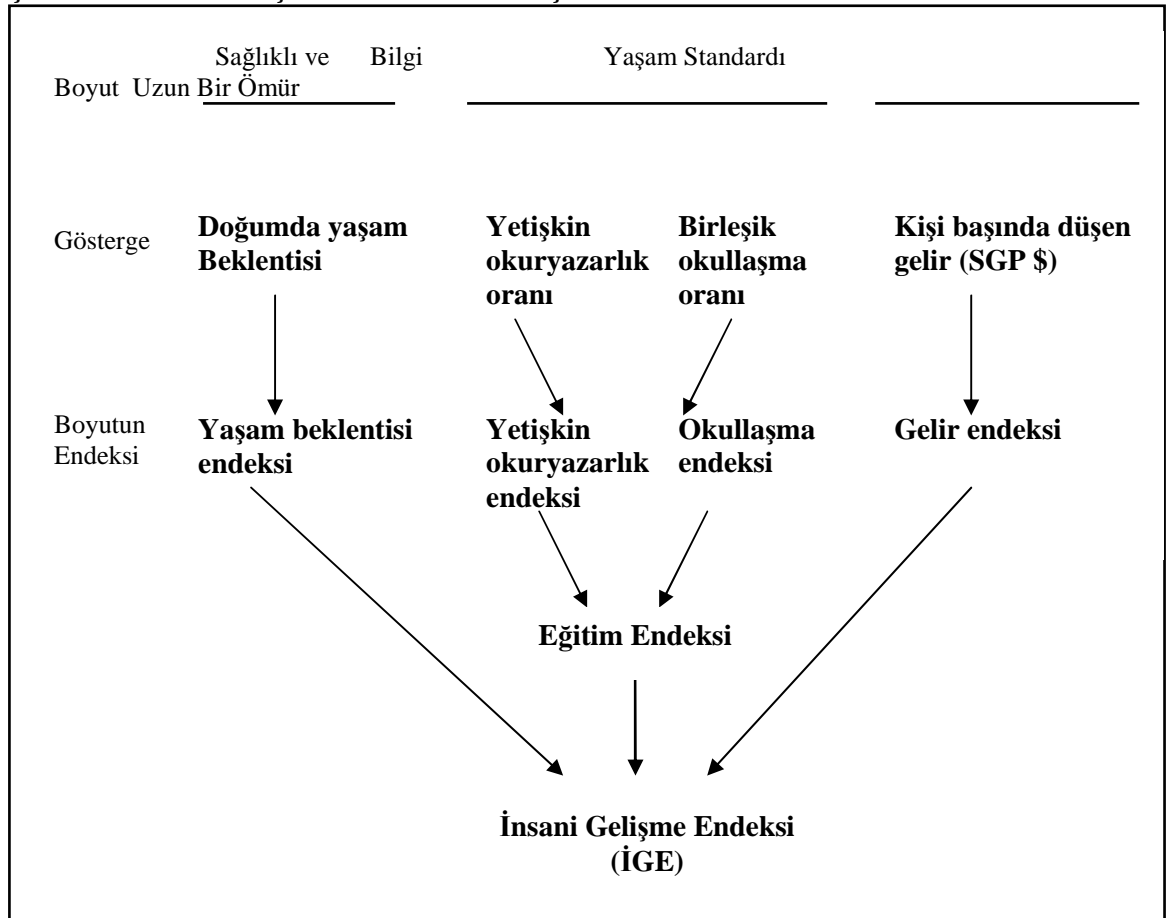 Sağlıklı ve Bilgi Yaşam Standardı
Boyut Uzun Bir Ömür
Gösterge
Doğumda yaşam
Beklentisi
Yetişkin
okuryazarlık
oranı
Birleşik
okullaşma
oranı
Kişi başında düşen
gelir (SGP $)
Boyutun
Endeksi
Yaşam beklentisi
endeksi
Yetişkin
okuryazarlık
endeksi
Okullaşma
endeksi
Gelir endeksi
Eğitim Endeksi
İnsani Gelişme Endeksi
(İGE)